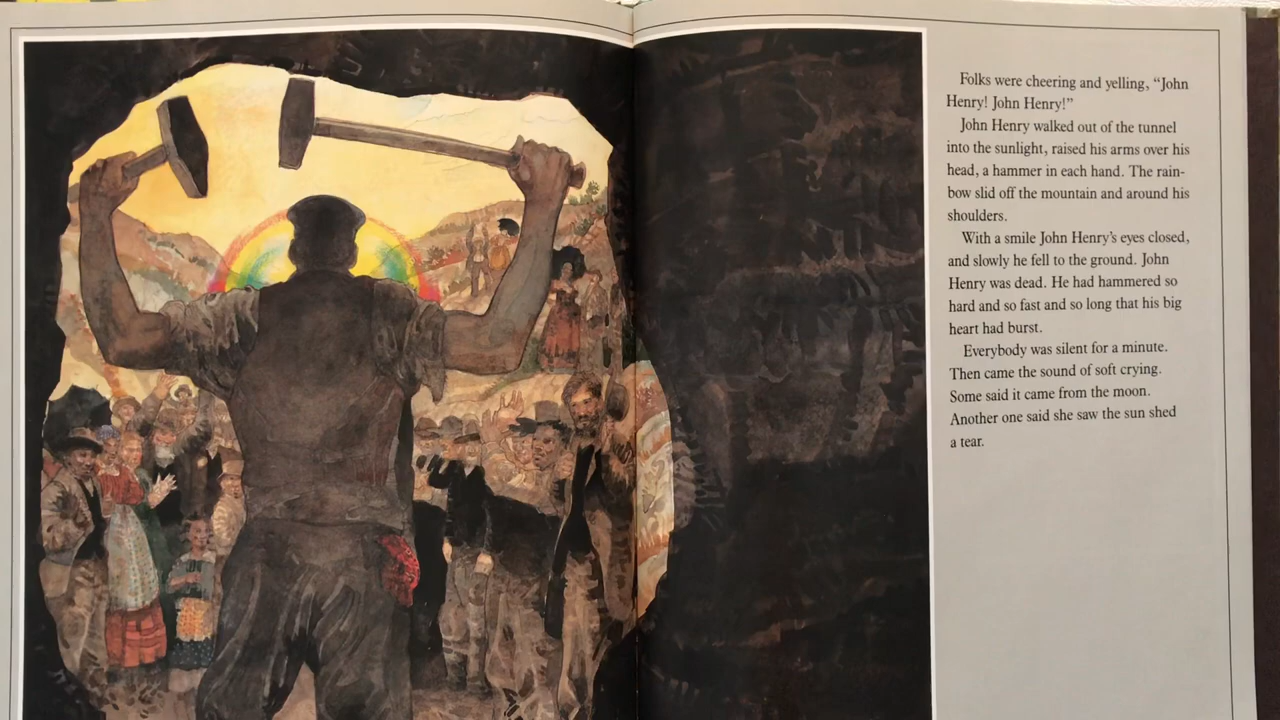 Folks were cheering and yelling, “John
Henry! John Henry!”
John Henry walked out of the tunnel
into the sunlight, raised his arms over his
head, a hammer in each hand. The rain-
bow slid off the mountain and around his
shoulders.
With a smile John Henry’s eyes closed,
and slowly he fell to the ground. John
Henry was dead. He had hammered so
hard and so fast and so long that his big
heart had burst.
Everybody was silent for a minute.
Then came the sound of soft crying.
Some said it came from the moon.
Another one said she saw the sun shed
a tear.